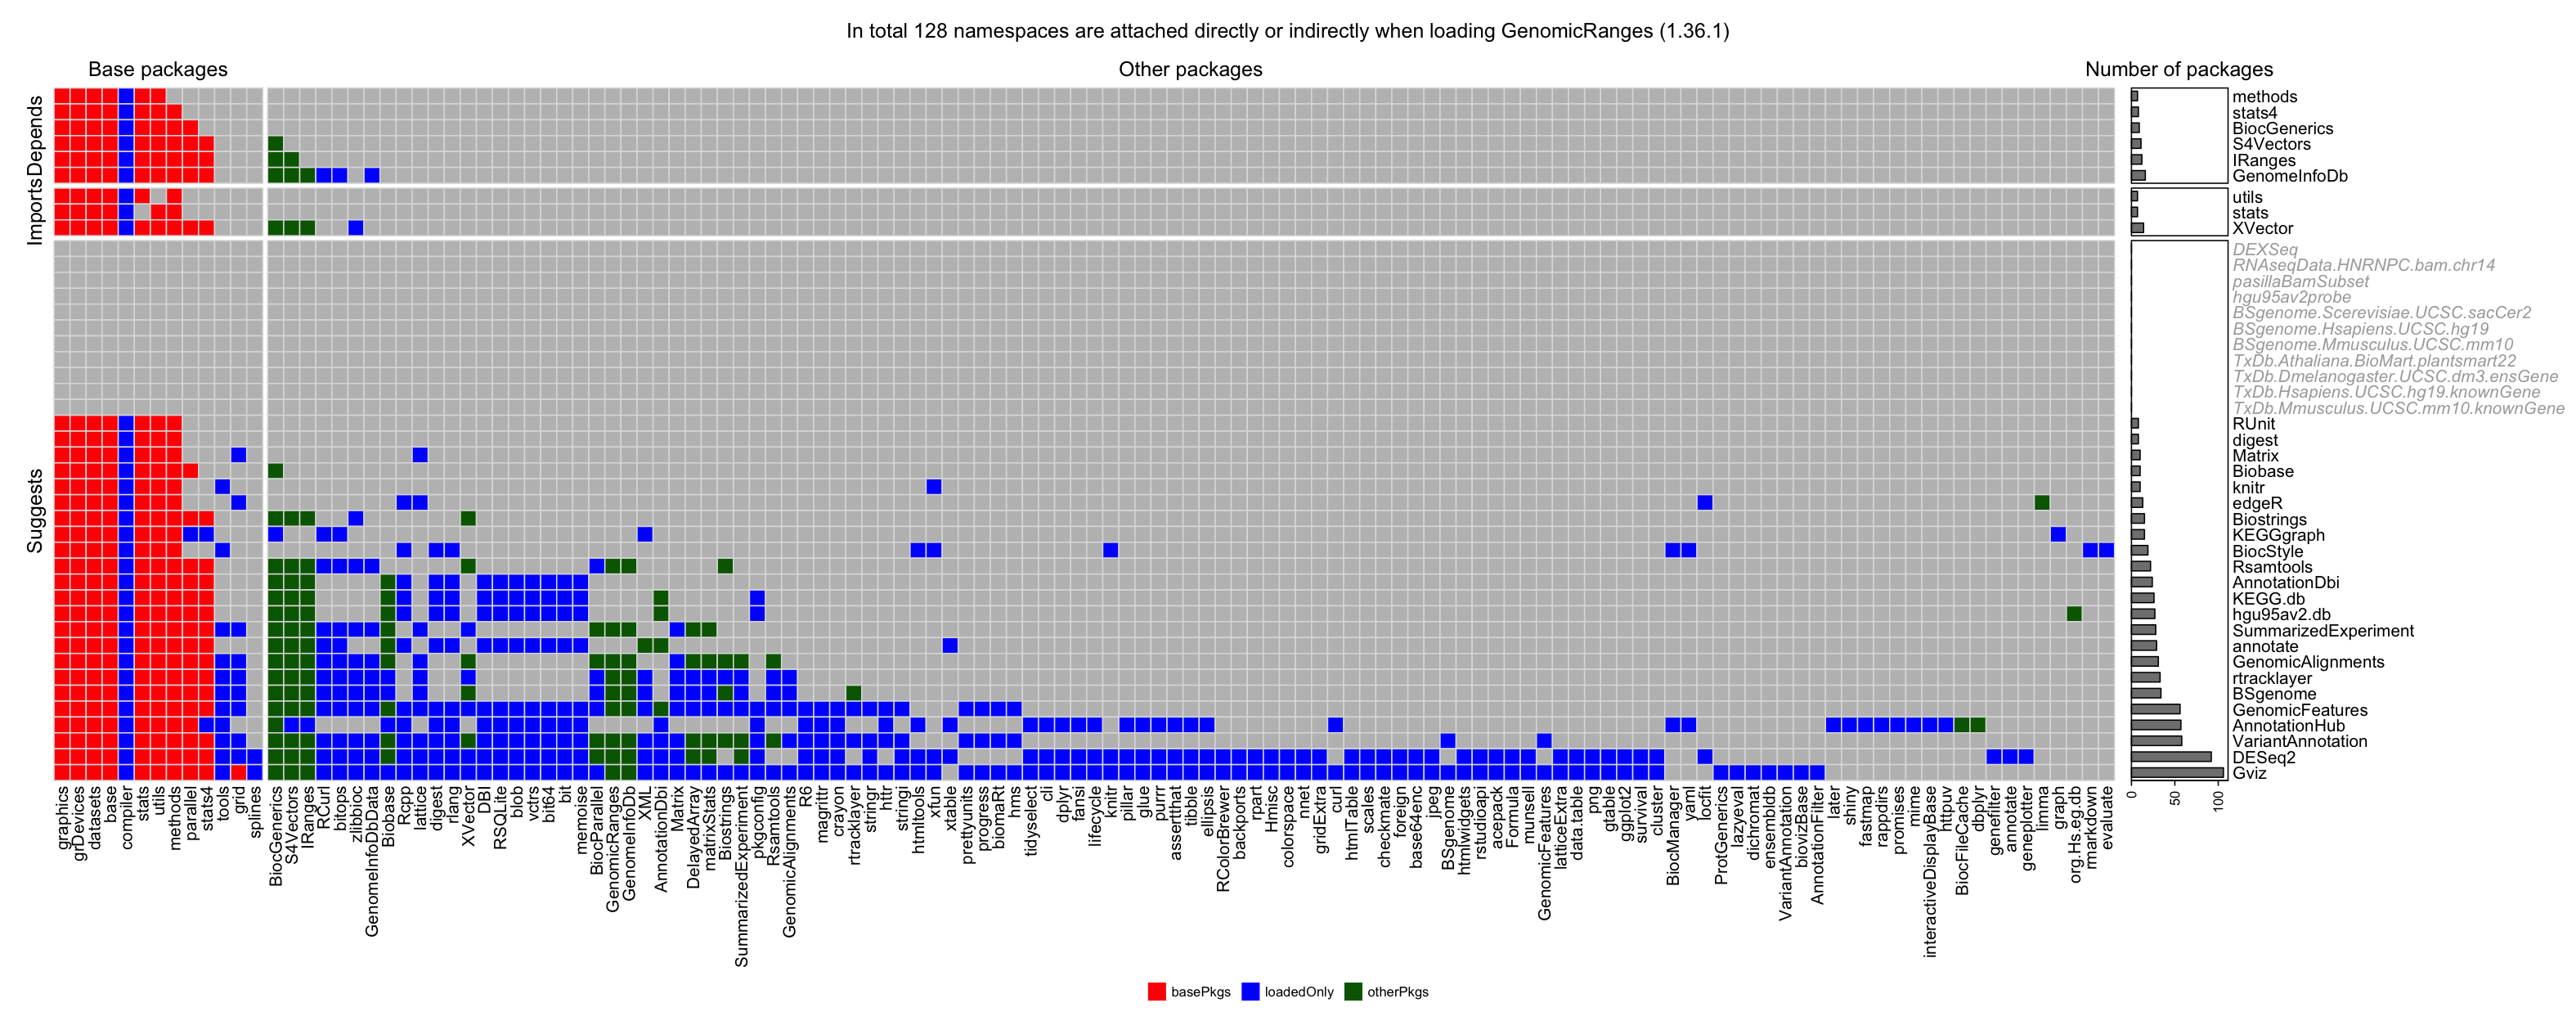 In total 128 namespaces are attached directly or indirectly when loading GenomicRanges (1.36.1)
Base packages
Other packages
Number of packages
Depends
Imports
Suggests
methods
stats4
BiocGenerics
S4Vectors
IRanges
GenomeInfoDb
utils
stats
XVector
DEXSeq
RNAseqData.HNRNPC.bam.chr14
pasillaBamSubset
hgu95av2probe
BSgenome.Scerevisiae.UCSC.sacCer2
BSgenome.Hsapiens.UCSC.hg19
BSgenome.Mmusculus.UCSC.mm10
TxDb.Athaliana.BioMart.plantsmart22
TxDb.Dmelanogaster.UCSC.dm3.ensGene
TxDb.Hsapiens.UCSC.hg19.knownGene
TxDb.Mmusculus.UCSC.mm10.knownGene
RUnit
digest
Matrix
Biobase
knitr
edgeR
Biostrings
KEGGgraph
BiocStyle
Rsamtools
AnnotationDbi
KEGG.db
hgu95av2.db
SummarizedExperiment
annotate
GenomicAlignments
rtracklayer
BSgenome
GenomicFeatures
AnnotationHub
VariantAnnotation
DESeq2
Gviz
graphics
grDevices
datasets
base
compiler
stats
utils
methods
parallel
stats4
tools
grid
splines
BiocGenerics
S4Vectors
IRanges
RCurl
bitops
zlibbioc
GenomeInfoDbData
Biobase
Rcpp
lattice
digest
rlang
XVector
DBI
RSQLite
blob
vctrs
bit64
bit
memoise
BiocParallel
GenomicRanges
GenomeInfoDb
XML
AnnotationDbi
Matrix
DelayedArray
matrixStats
Biostrings
SummarizedExperiment
pkgconfig
Rsamtools
GenomicAlignments
R6
magrittr
crayon
rtracklayer
stringr
httr
stringi
htmltools
xfun
xtable
prettyunits
progress
biomaRt
hms
tidyselect
cli
dplyr
fansi
lifecycle
knitr
pillar
glue
purrr
assertthat
tibble
ellipsis
RColorBrewer
backports
rpart
Hmisc
colorspace
nnet
gridExtra
curl
htmlTable
scales
checkmate
foreign
base64enc
jpeg
BSgenome
htmlwidgets
rstudioapi
acepack
Formula
munsell
GenomicFeatures
latticeExtra
data.table
png
gtable
ggplot2
survival
cluster
BiocManager
yaml
locfit
ProtGenerics
lazyeval
dichromat
ensembldb
VariantAnnotation
biovizBase
AnnotationFilter
later
shiny
fastmap
rappdirs
promises
mime
interactiveDisplayBase
httpuv
BiocFileCache
dbplyr
genefilter
annotate
geneplotter
limma
graph
org.Hs.eg.db
rmarkdown
evaluate
0
50
100
basePkgs
loadedOnly
otherPkgs